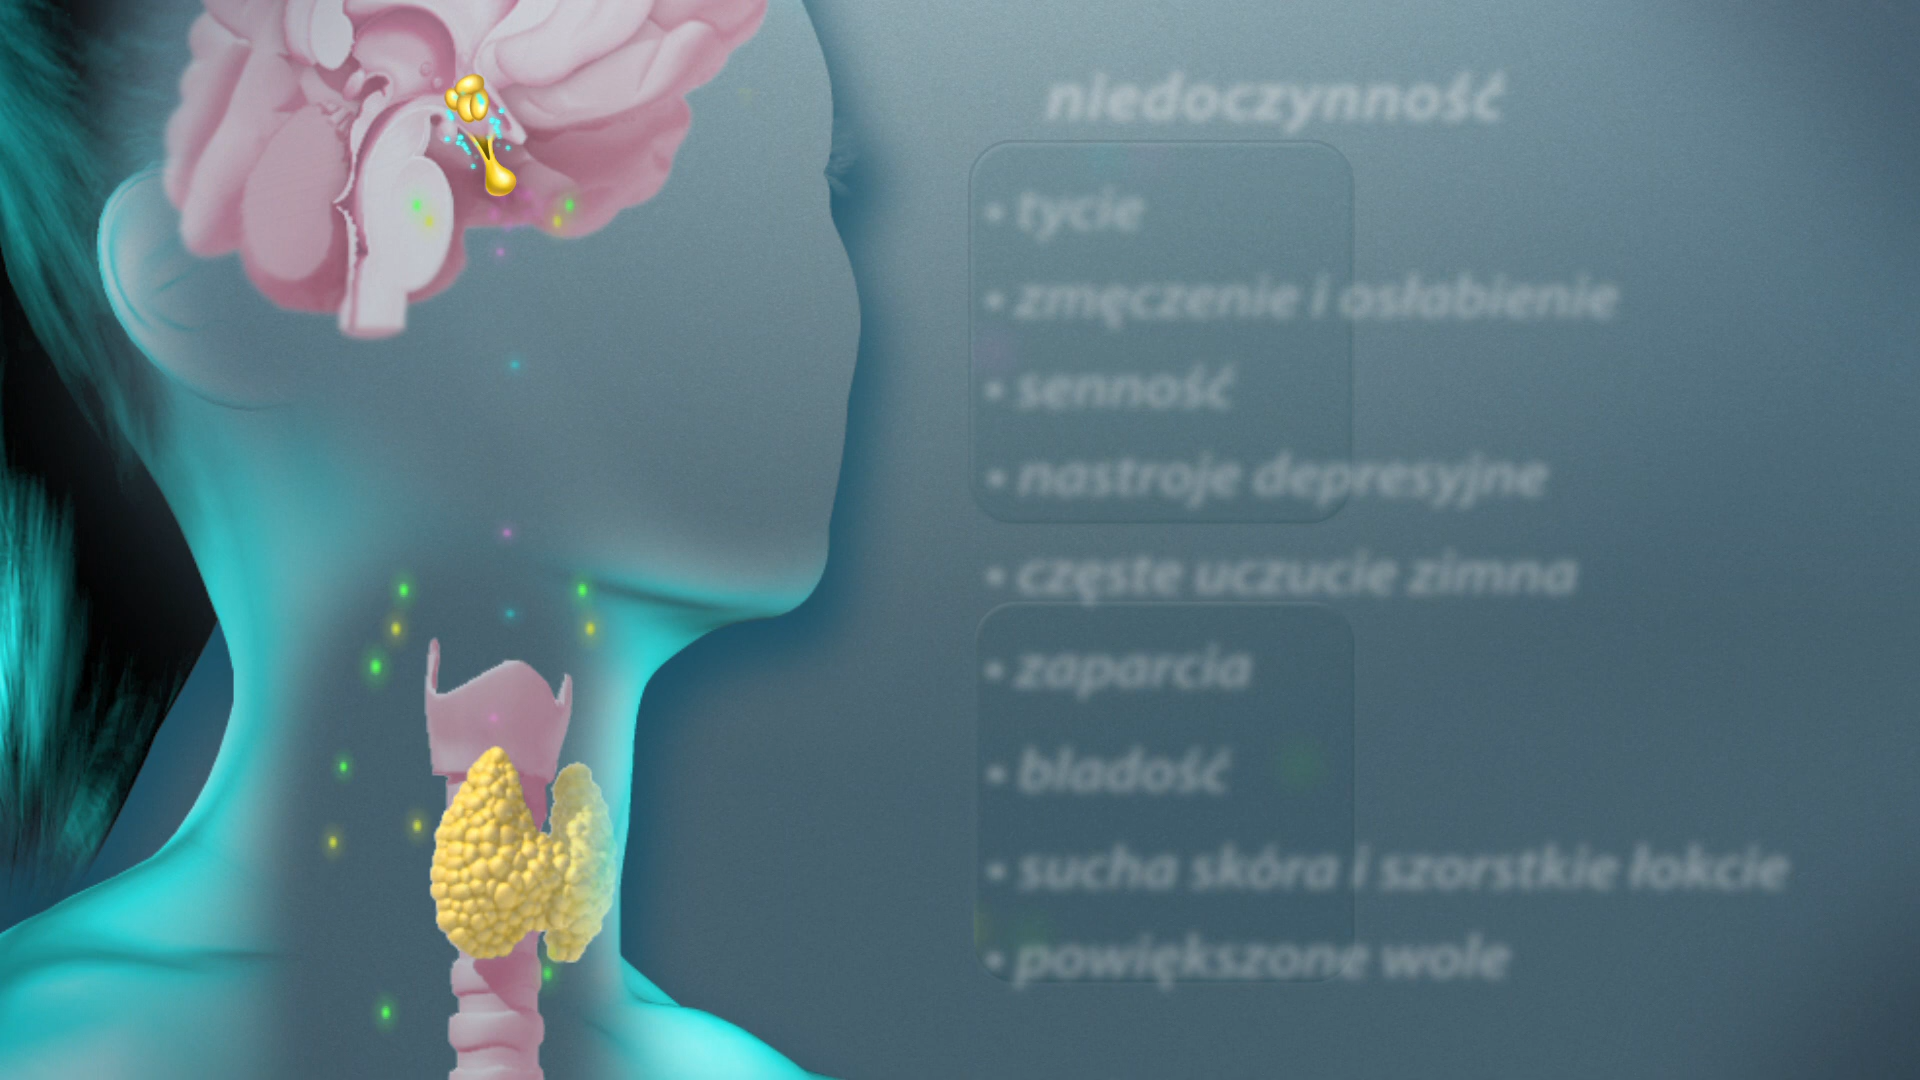 niedoczynność
• tycie
• zmęczenie i osłabienie
• senność
• nastroje depresyjne
• częste uczucie zimna
• zaparcia
• bladość
• sucha skóra i szorstkie łokcie
• powiększone wole